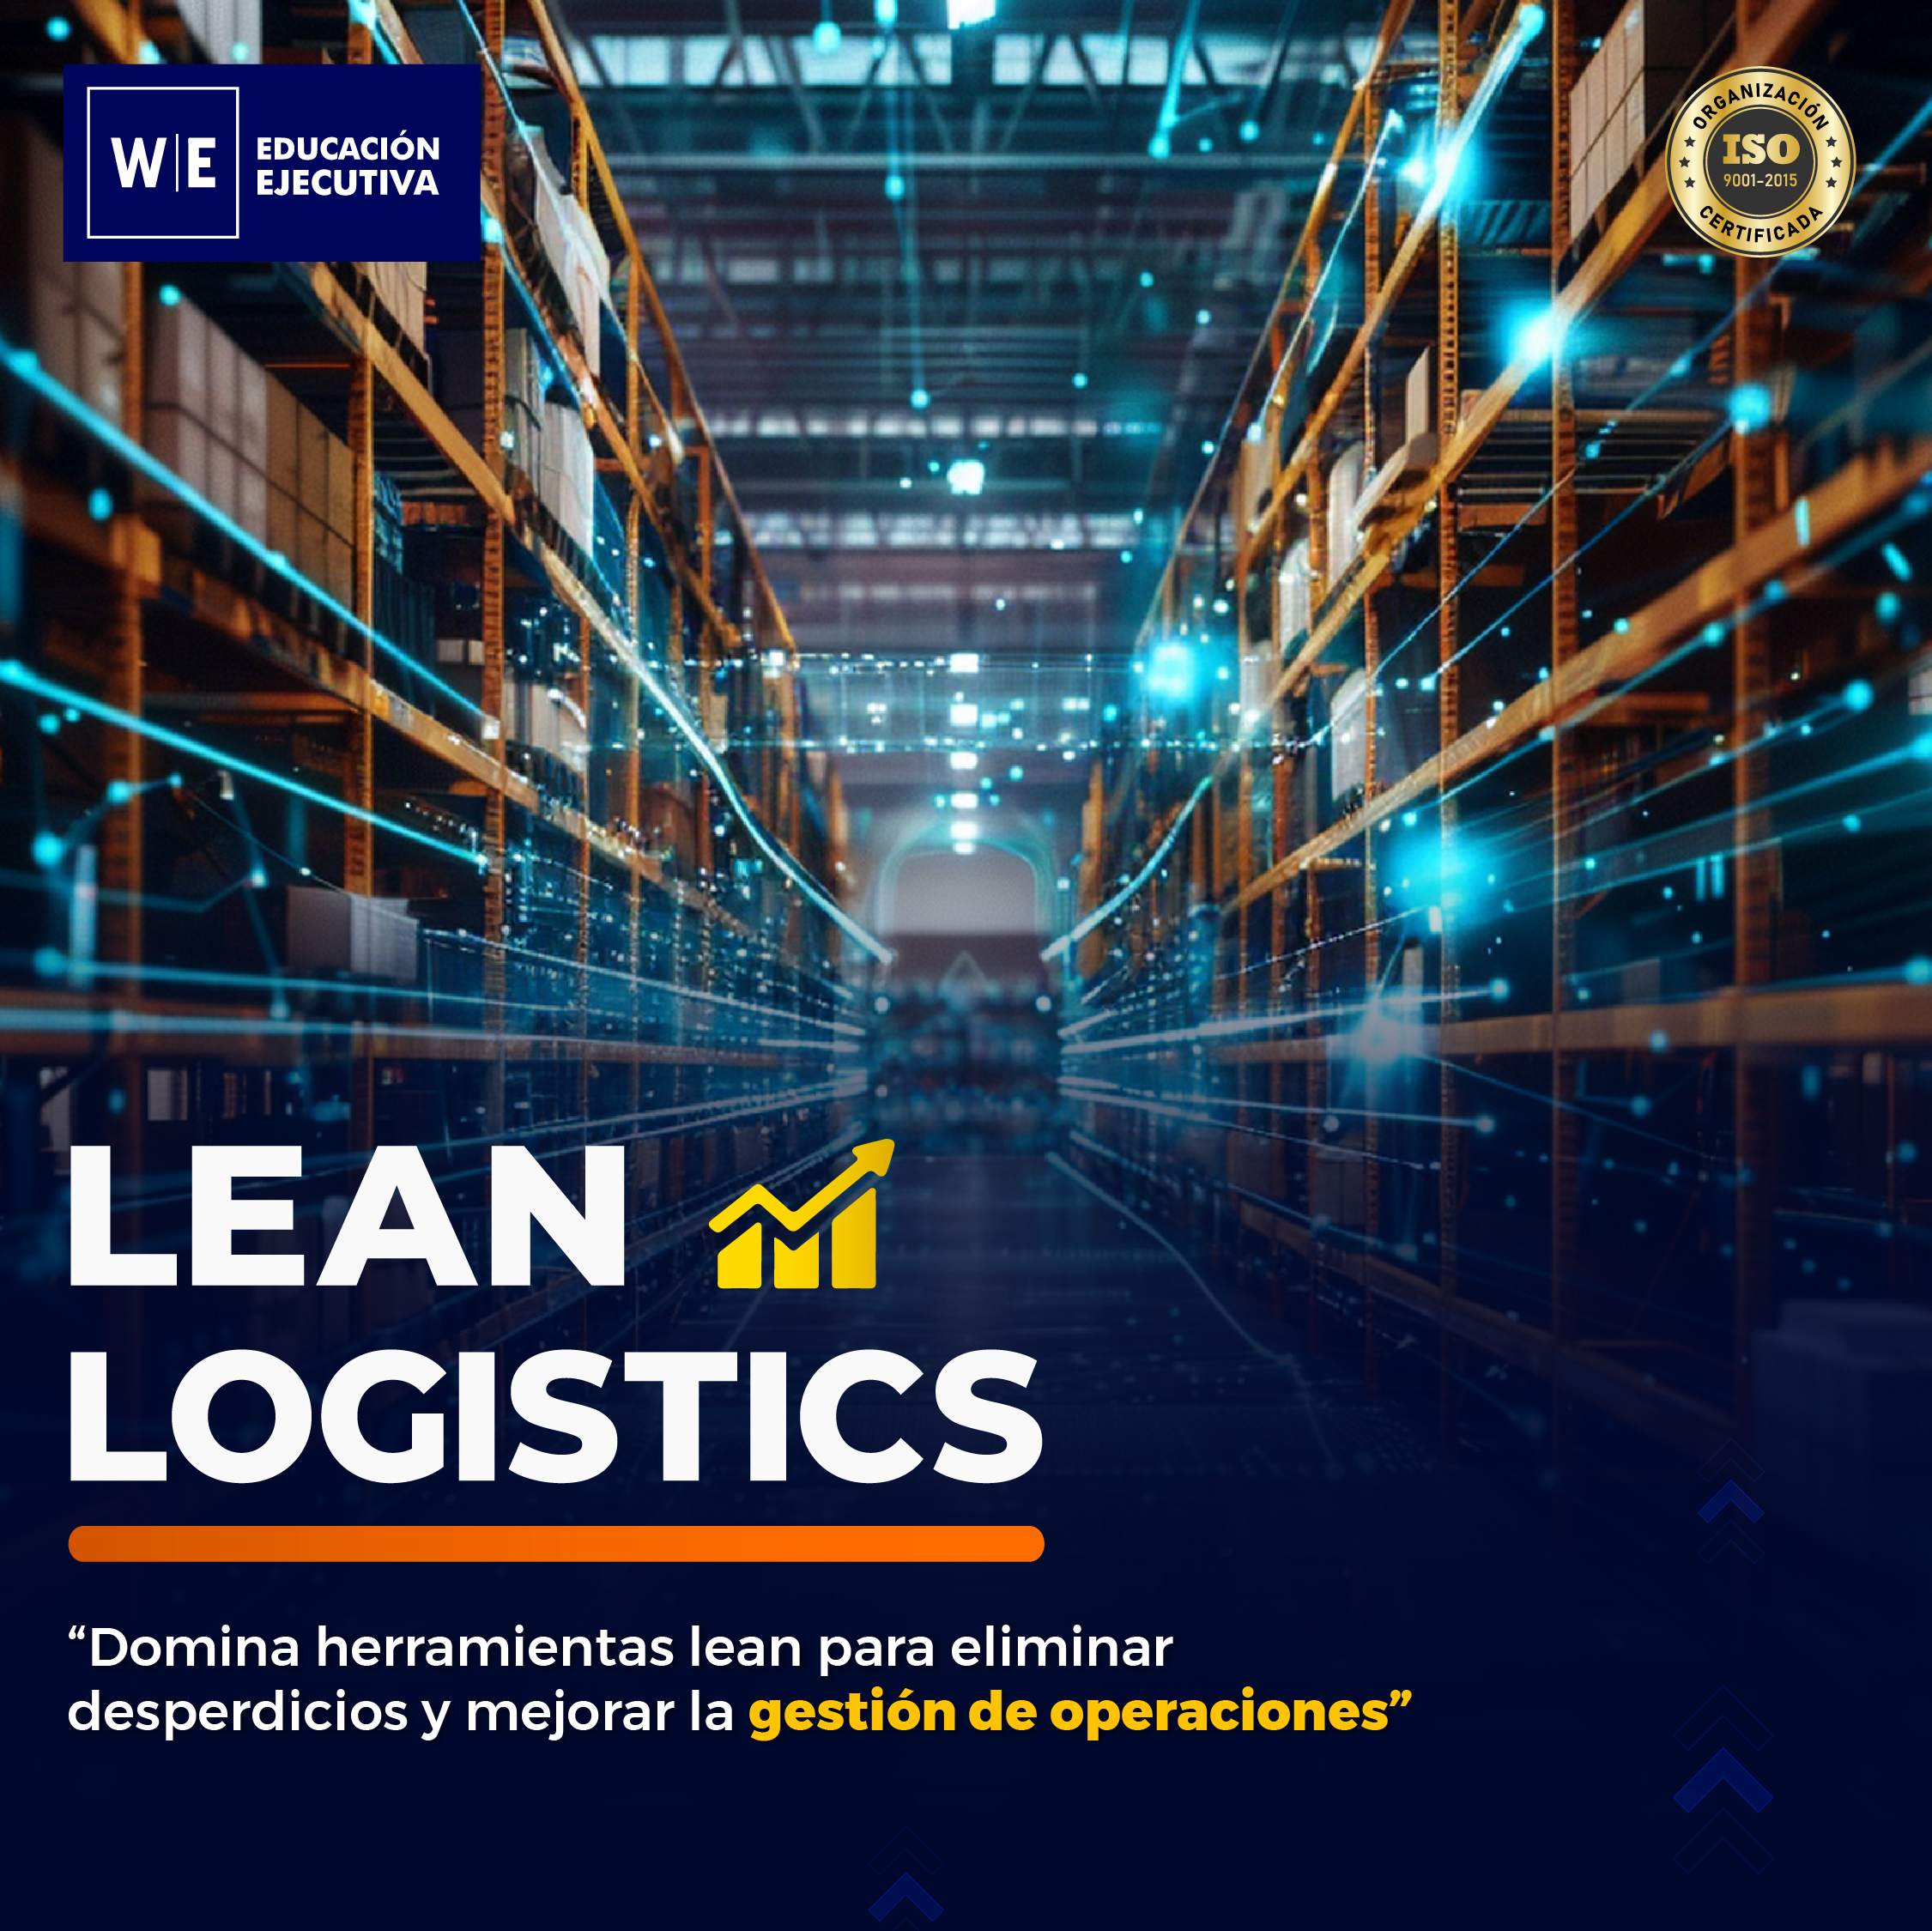 W|E
EDUCACIÓN
EJECUTIVA
ORGANIZACIÓN
ISO
9001-2015
CERTIFICADA
LEAN
LOGISTICS
“Domina herramientas lean para eliminar
desperdicios y mejorar la gestión de operaciones”